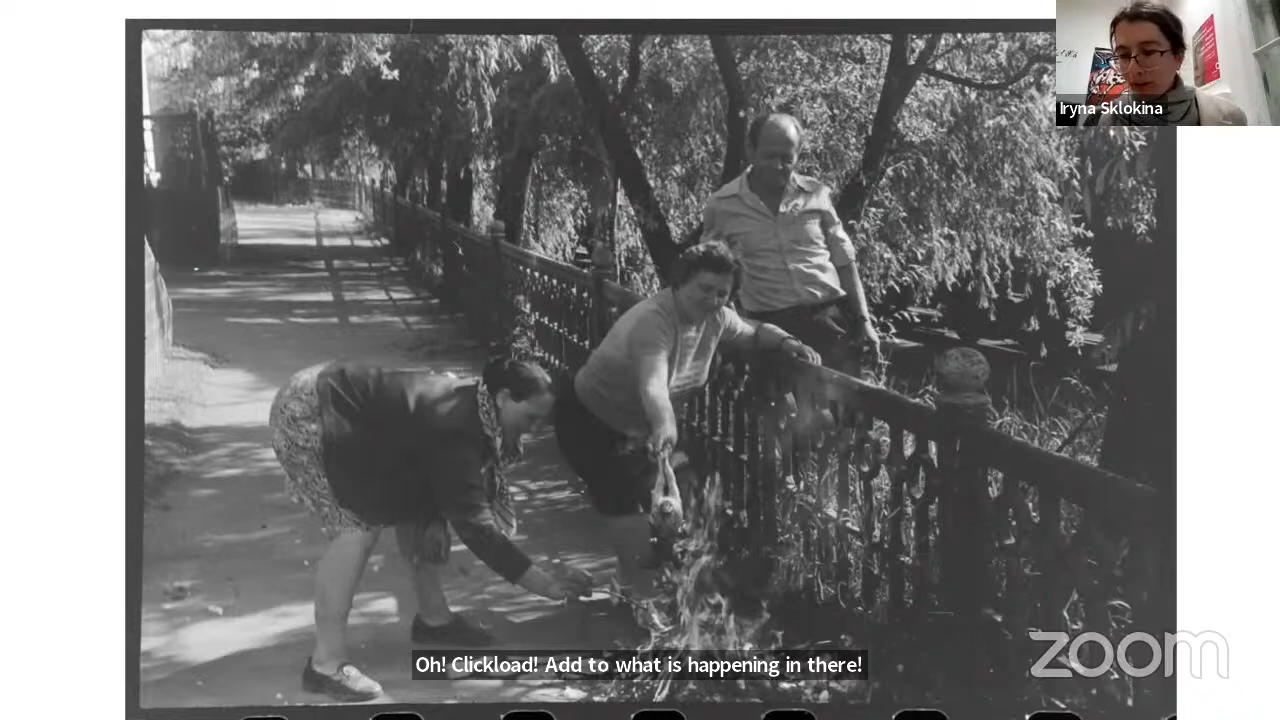 Iryna Sklokina
Oh! Clickload! Add to what is happening in there!
zoom